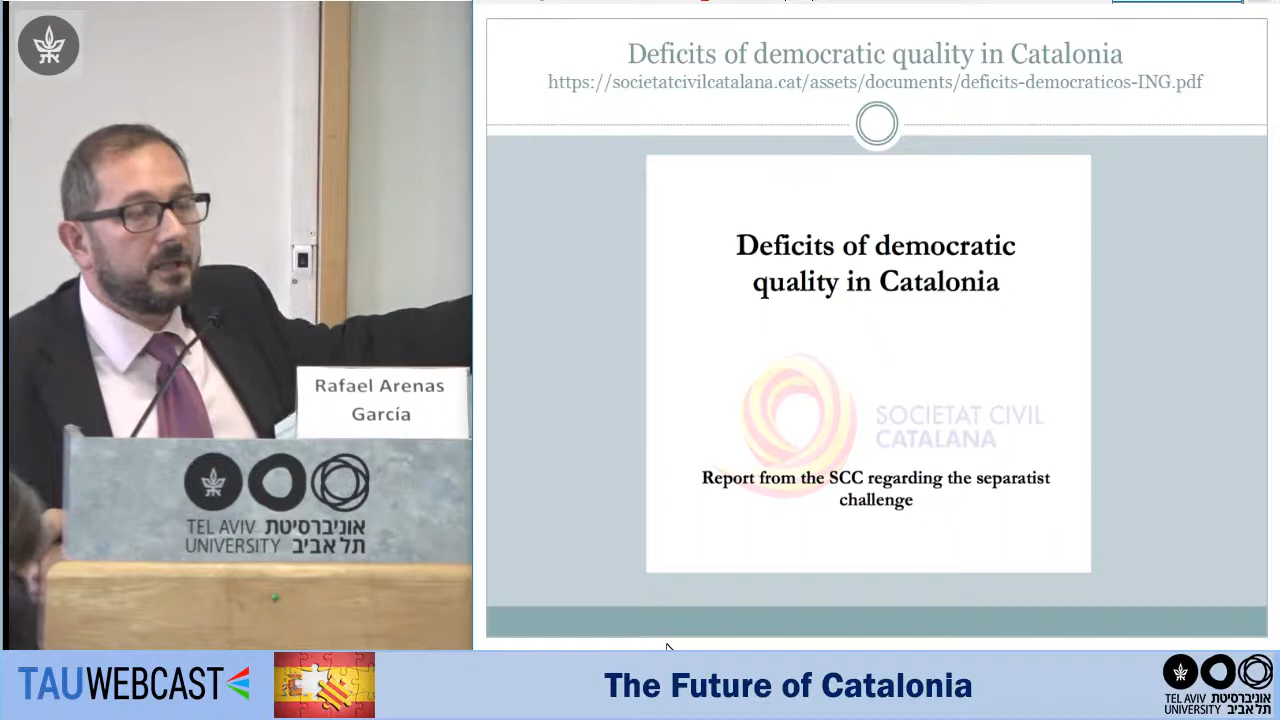 Deficits of democratic quality in Catalonia
https://societatcivilcatalana.cat/assets/documents/deficits-democraticos-ING.pdf
Deficits of democratic
quality in Catalonia
SOCIETAT CIVIL
CATALANA
Report from the SCC regarding the separatist
challenge
Rafael Arenas
García
TEL AVIV אוניברסיטת
UNIVERSITY תל אביב
TAUWEBCAST
The Future of Catalonia
TEL AVIV אוניברסיטת
UNIVERSITY תל אביב